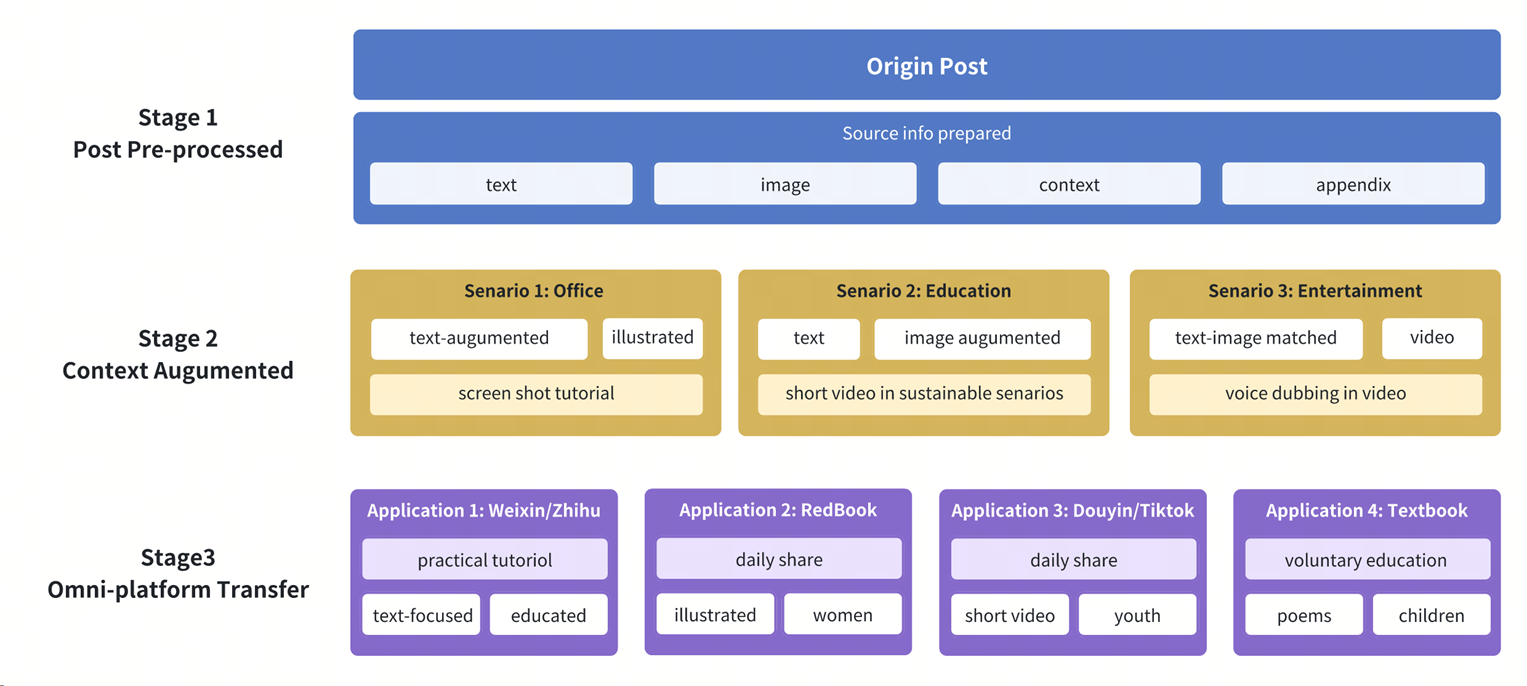 Origin Post
Stage 1
Post Pre-processed
Source info prepared
text
image
context
appendix
Stage 2
Context Augumented
Senario 1: Office
text-augumented
illustrated
screen shot tutorial
Senario 2: Education
text
image augumented
short video in sustainable senarios
Senario 3: Entertainment
text-image matched
video
voice dubbing in video
Stage3
Omni-platform Transfer
Application 1: Weixin/Zhihu
practical tutoriol
text-focused
educated
Application 2: RedBook
daily share
illustrated
women
Application 3: Douyin/Tiktok
daily share
short video
youth
Application 4: Textbook
voluntary education
poems
children